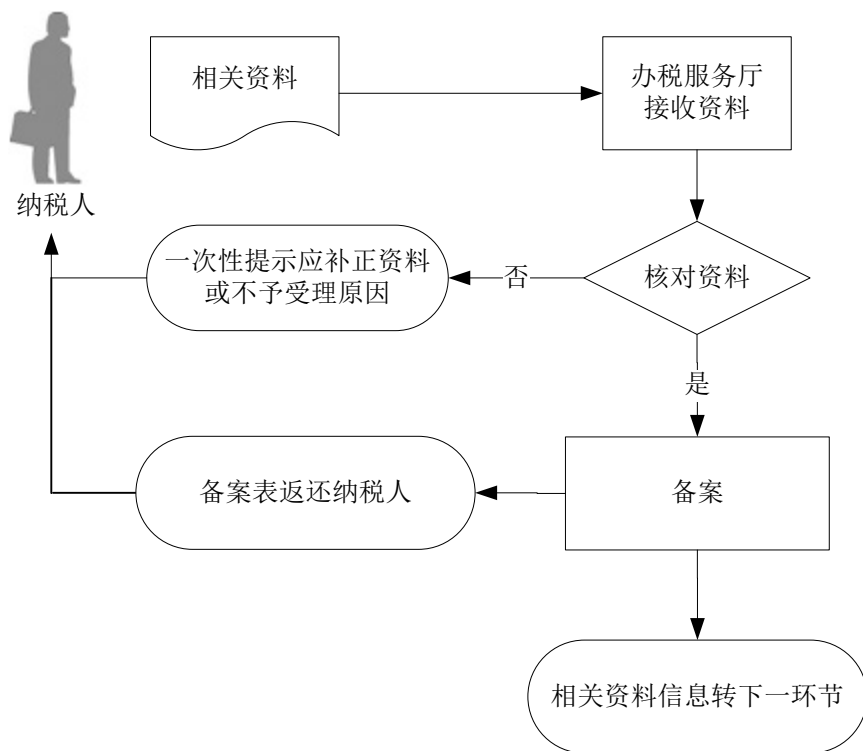 相关资料
办税服务厅
接收资料
纳税人
一次性提示应补正资料
或不予受理原因
否
核对资料
是
备案表返还纳税人
备案
相关资料信息转下一环节